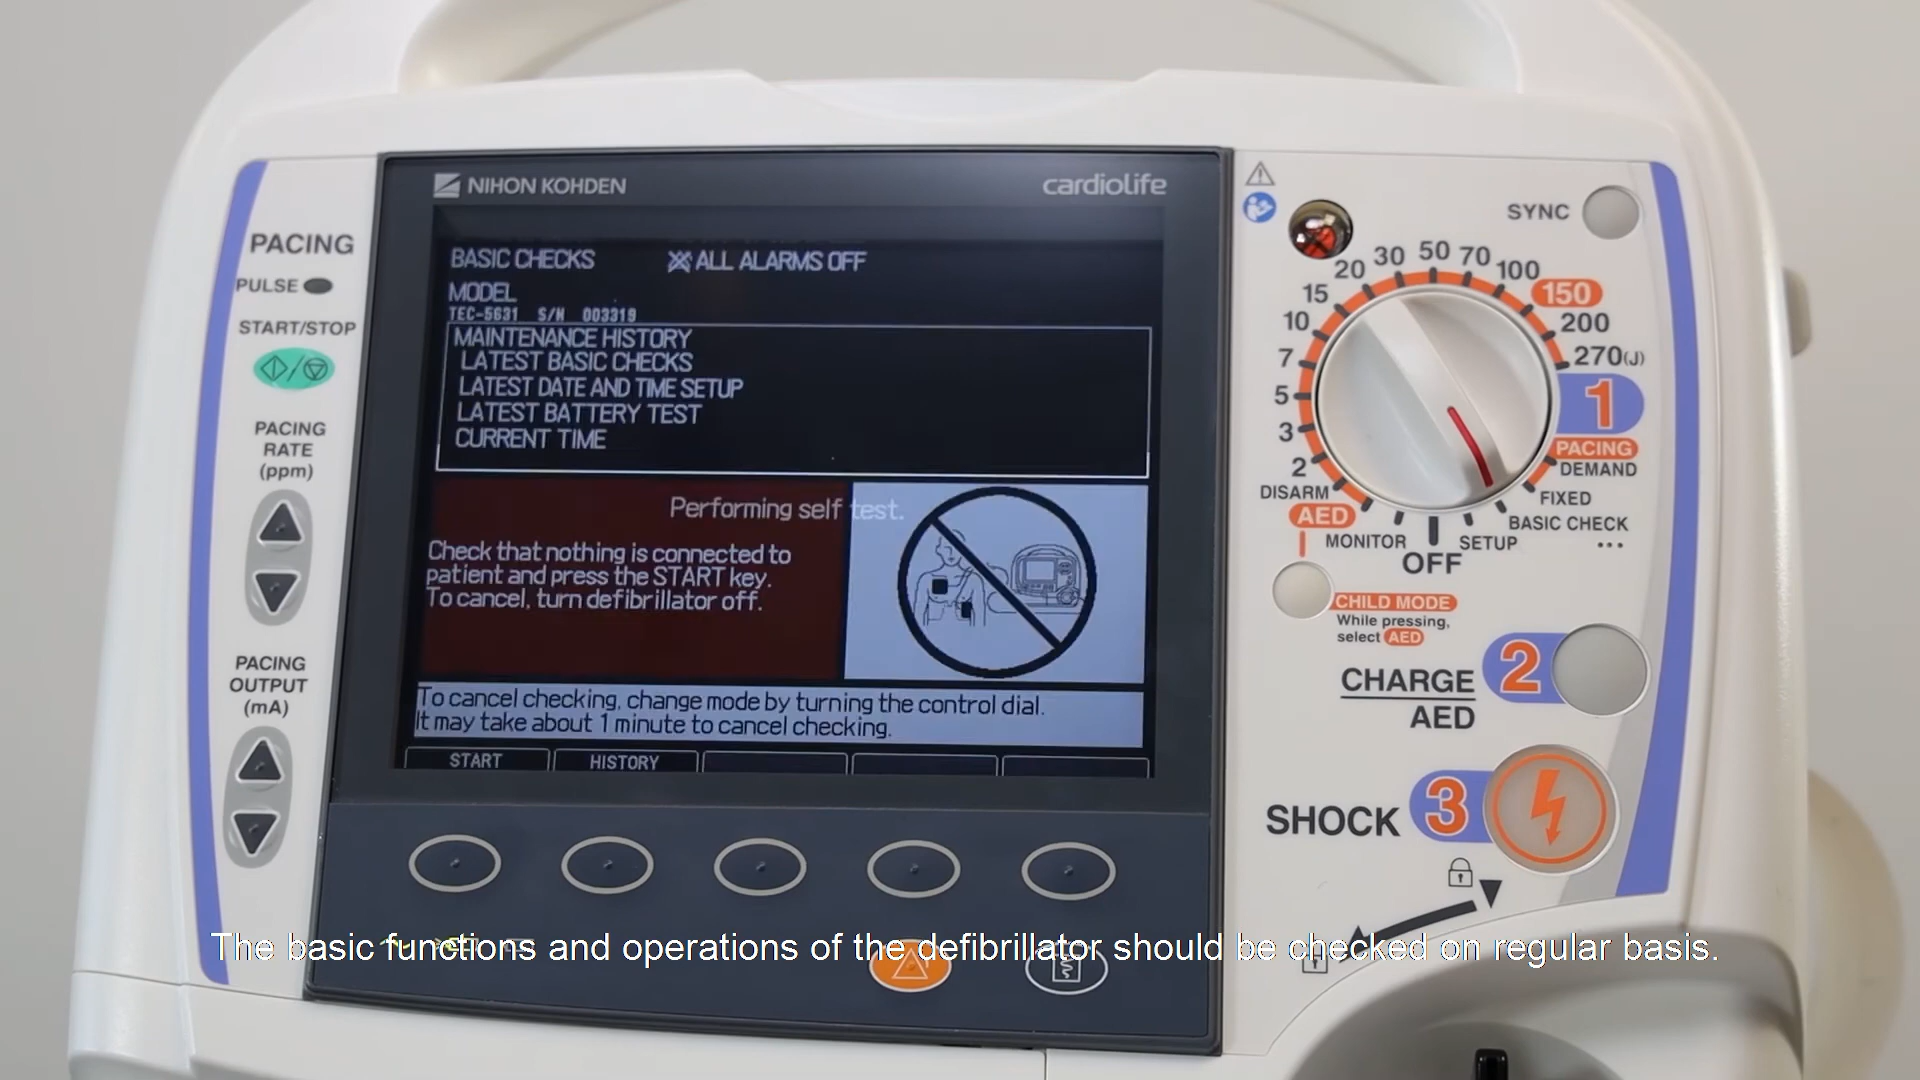 NIHON KOHDEN
cardiolife
BASIC CHECKS
ALL ALARMS OFF
MODEL
TEC-5631 S/N 003319
MAINTENANCE HISTORY
LATEST BASIC CHECKS
LATEST DATE AND TIME SETUP
LATEST BATTERY TEST
CURRENT TIME
Performing self test.
Check that nothing is connected to
patient and press the START key.
To cancel, turn defibrillator off.
To cancel checking, change mode by turning the control dial.
It may take about 1 minute to cancel checking.
START
HISTORY
PACING
PULSE
START/STOP
PACING
RATE
(ppm)
PACING
OUTPUT
(mA)
SYNC
DISARM
2
3
5
7
10
15
20
30
50
70
100
150
200
270(J)
1
PACING
DEMAND
FIXED
BASIC CHECK
...
SETUP
OFF
MONITOR
AED
CHILD MODE
While pressing,
select AED
CHARGE
AED
2
SHOCK
3
The basic functions and operations of the defibrillator should be checked on regular basis.